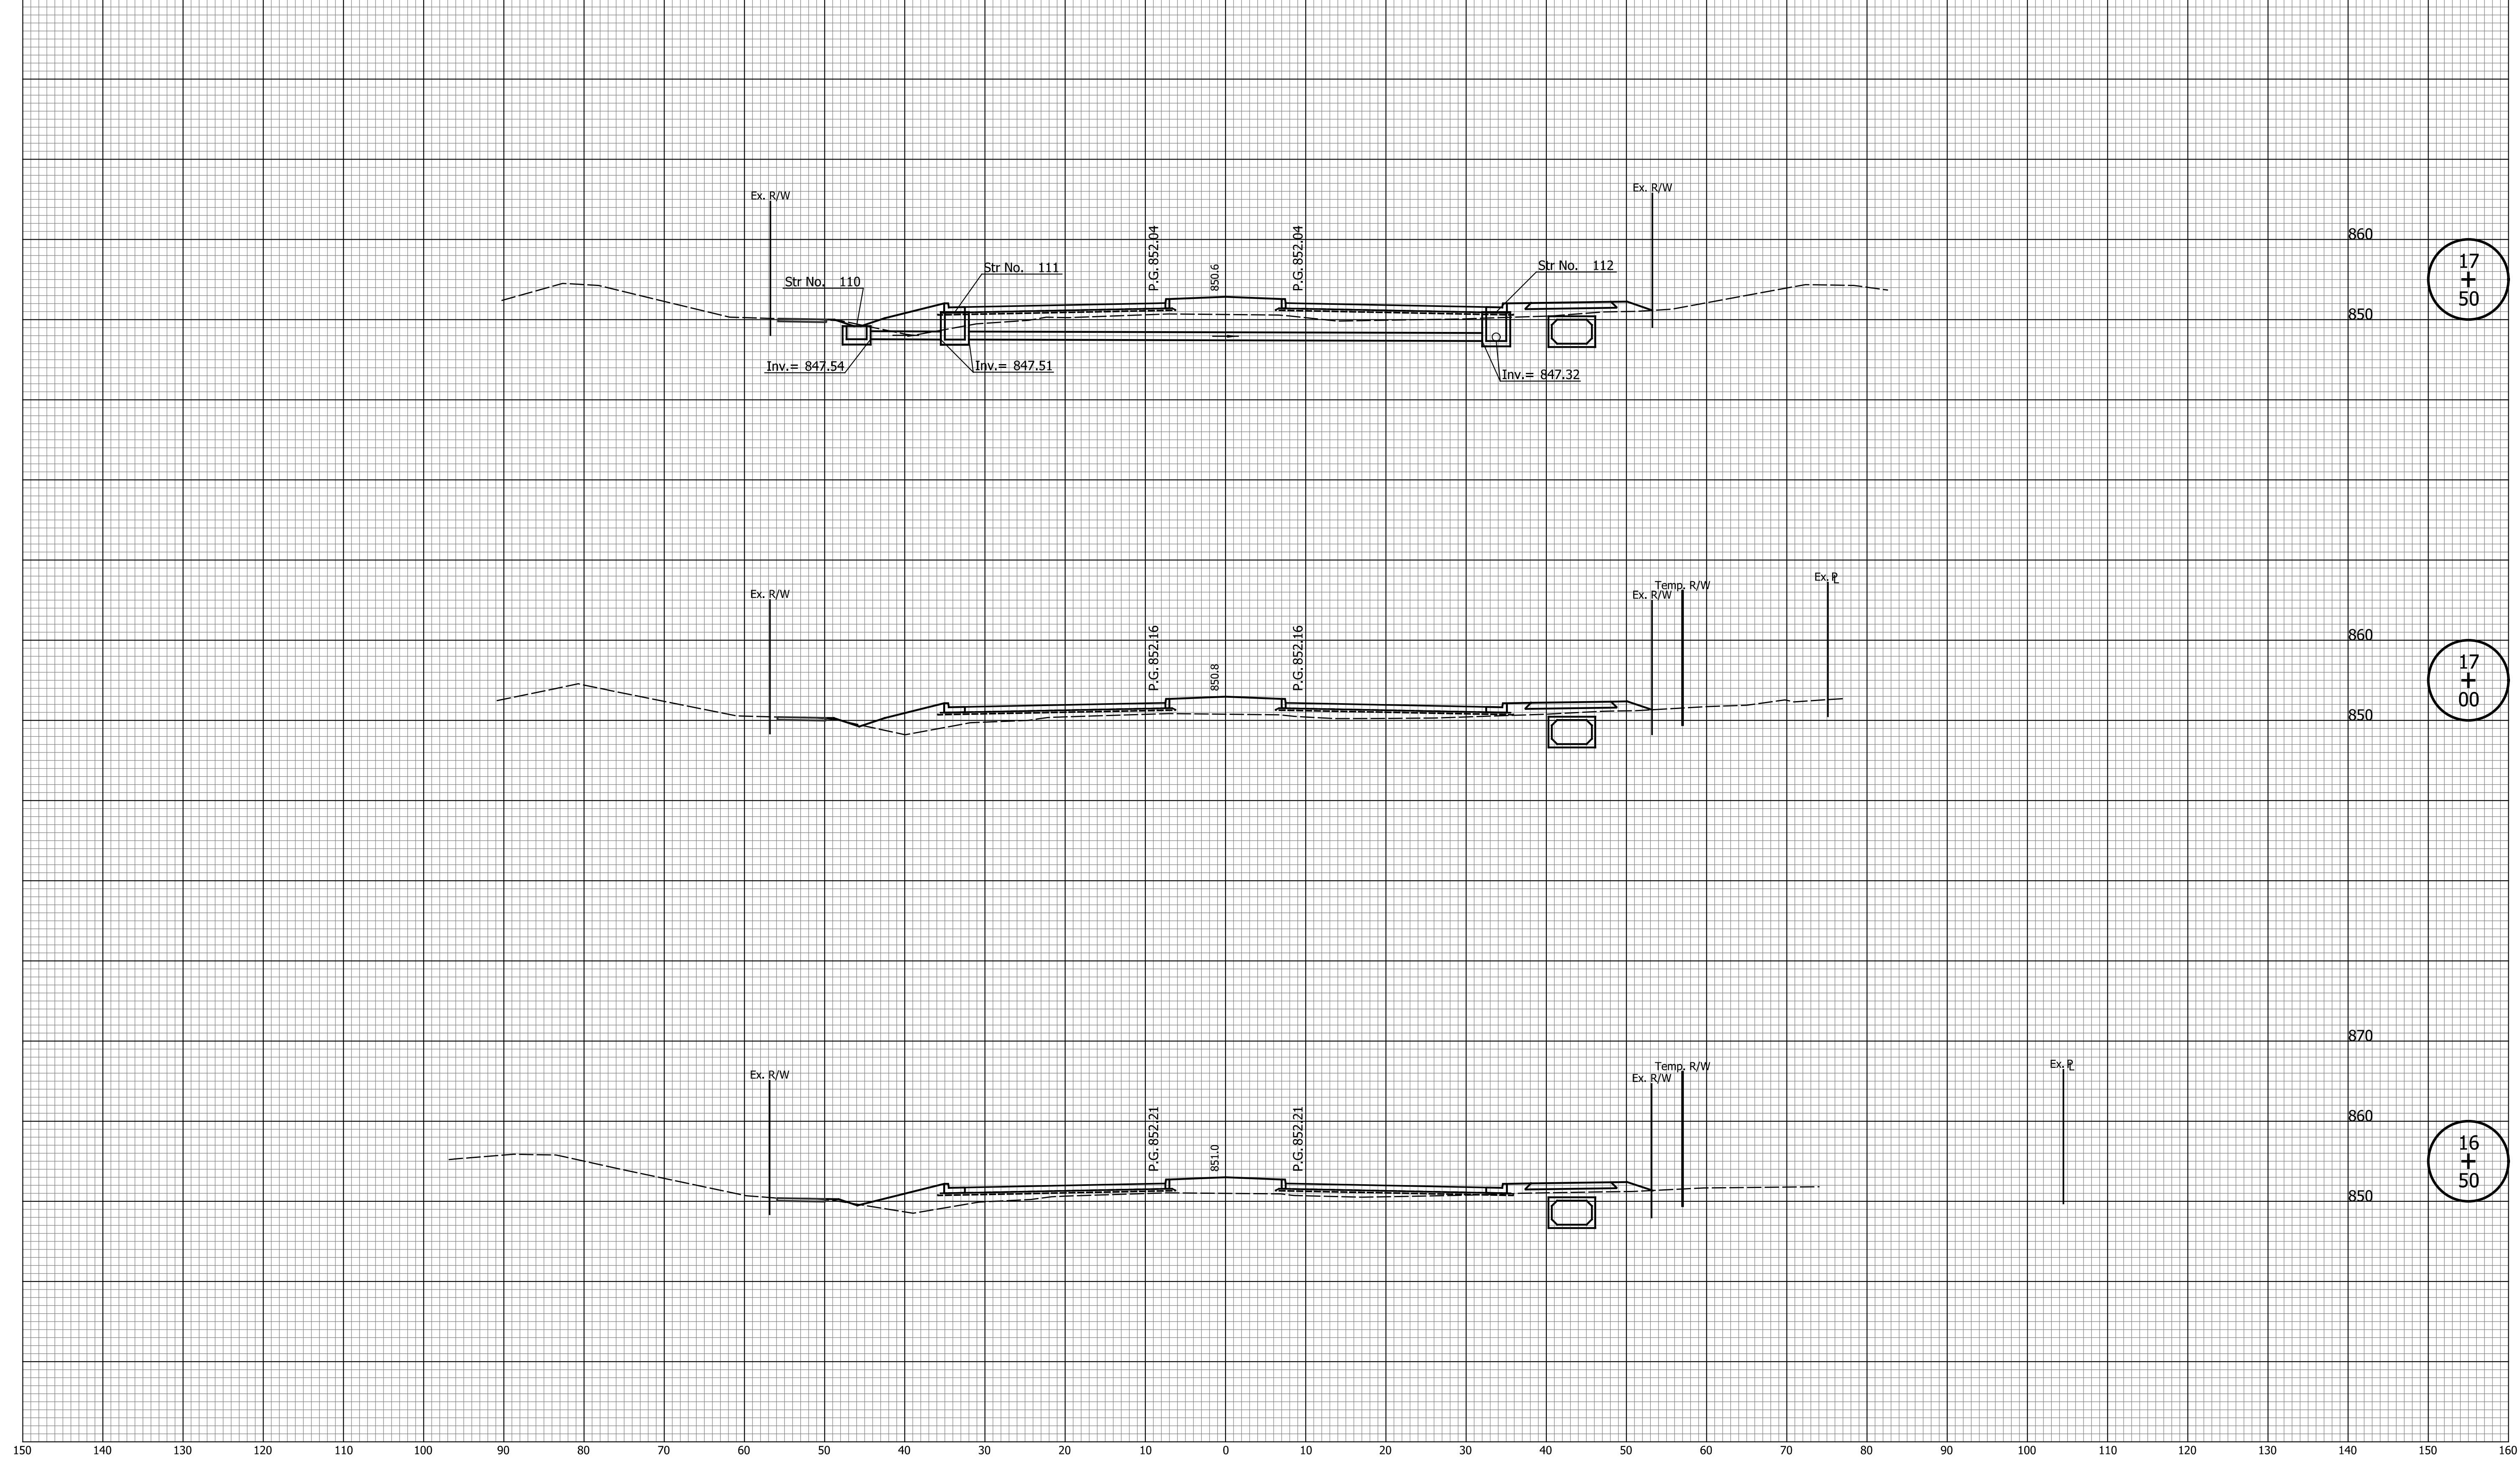 Ex. R/W
Ex. R/W
P.G. 852.04
850.6
P.G. 852.04
860
17
+
50
Str No. 110
Str No. 111
Str No. 112
850
Inv.= 847.54
Inv.= 847.51
Inv.= 847.32
Ex. R/W
Ex. R/W
Temp. R/W
Ex. PL
P.G. 852.16
850.8
P.G. 852.16
860
17
+
00
850
870
Ex. R/W
Ex. R/W
Temp. R/W
Ex. PL
P.G. 852.21
851.0
P.G. 852.21
860
16
+
50
850
150 140 130 120 110 100 90 80 70 60 50 40 30 20 10 0 10 20 30 40 50 60 70 80 90 100 110 120 130 140 150 160